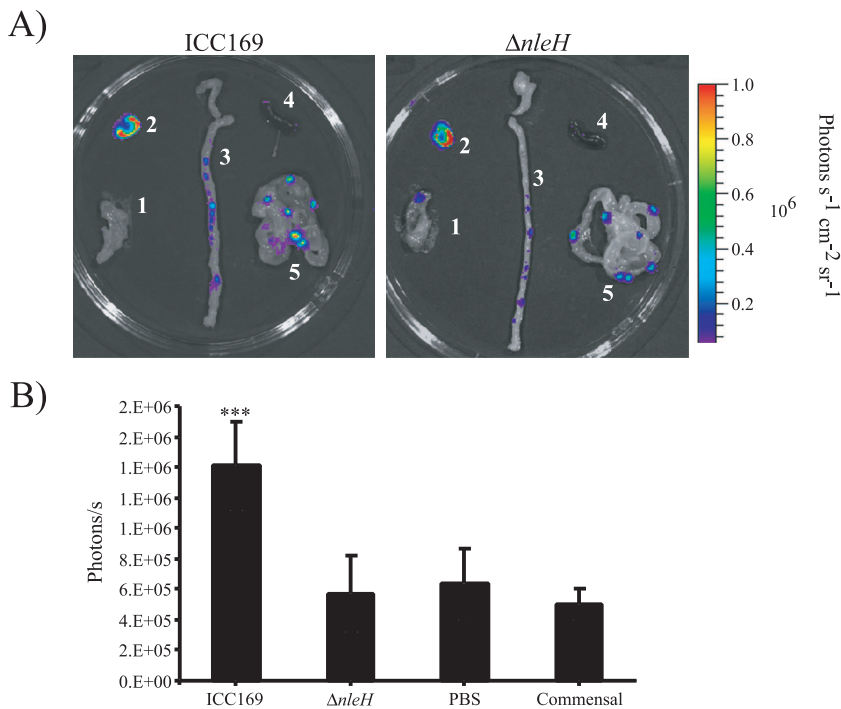 A)
ICC169
ΔnleH
1
2
3
4
5
1
2
3
4
5
1.0
0.8
0.6
0.4
0.2
10^6
Photons s^-1 cm^-2 sr^-1
B)
***
2.E+06
2.E+06
1.E+06
1.E+06
1.E+06
8.E+05
6.E+05
4.E+05
2.E+05
0.E+00
Photons/s
ICC169
ΔnleH
PBS
Commensal